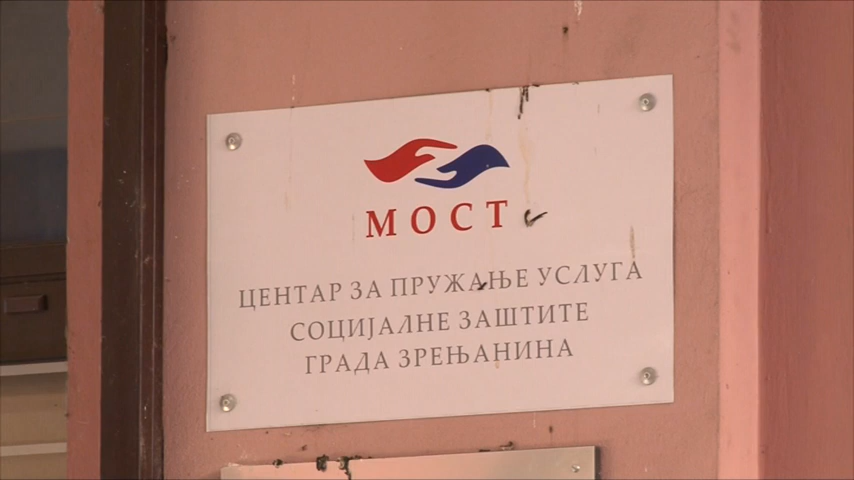 МОСТ
ЦЕНТАР ЗА ПРУЖАЊЕ УСЛУГА
СОЦИЈАЛНЕ ЗАШТИТЕ
ГРАДА ЗРЕЊАНИНА